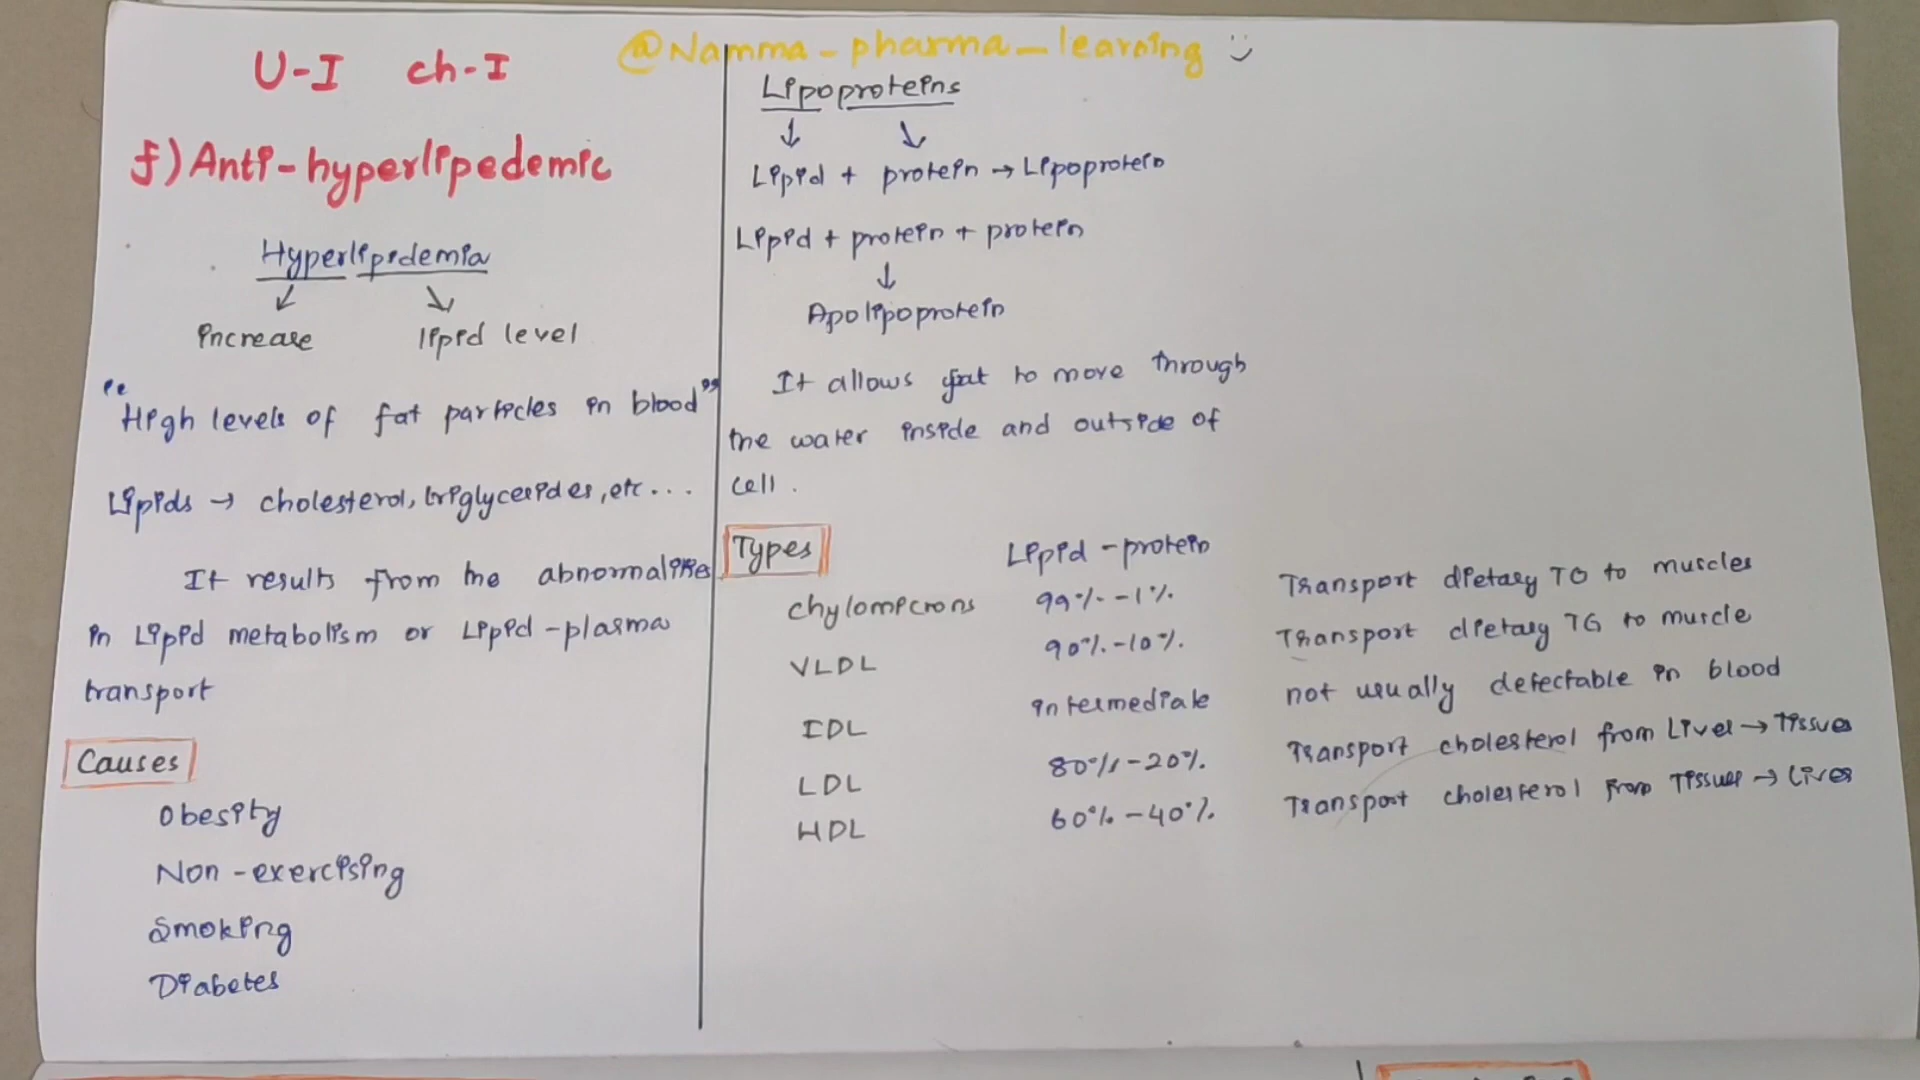 @Namma_pharma_learning
U-I ch-I
f) Anti-hyperlipedemic
Hyperlipidemia
increase lipid level
"High levels of fat particles in blood"
Lipids → cholesterol, triglycerides, etc...
It results from the abnormalities
in Lipid metabolism or Lipid-plasma
transport
Causes
Obesity
Non-exercising
Smoking
Diabetes
Lipoproteins
Lipid + protein → Lipoprotein
Lipid + protein + protein
Apolipoprotein
It allows fat to move through
the water inside and outside of
cell.
Types Lipid-protein
chylomicrons 99%-1% Transport dietary TG to muscles
VLDL 90%-10% Transport dietary TG to muscle
IDL intermediate not usually detectable in blood
LDL 80%-20% Transport cholesterol from Liver → Tissues
HDL 60%-40% Transport cholesterol from Tissues → Liver